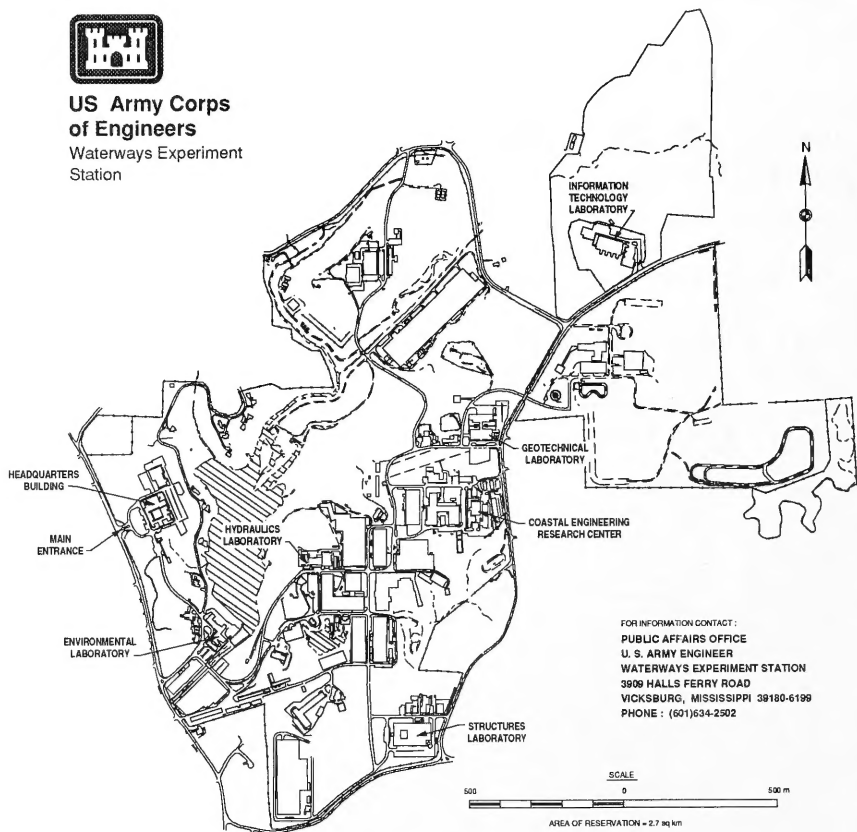 US Army Corps
of Engineers
Waterways Experiment
Station
N
INFORMATION
TECHNOLOGY
LABORATORY
GEOTECHNICAL
LABORATORY
HEADQUARTERS
BUILDING
MAIN
ENTRANCE
HYDRAULICS
LABORATORY
COASTAL ENGINEERING
RESEARCH CENTER
ENVIRONMENTAL
LABORATORY
STRUCTURES
LABORATORY
FOR INFORMATION CONTACT :
PUBLIC AFFAIRS OFFICE
U. S. ARMY ENGINEER
WATERWAYS EXPERIMENT STATION
3909 HALLS FERRY ROAD
VICKSBURG, MISSISSIPPI 39180-6199
PHONE : (601)634-2502
SCALE
500 0 500 m
AREA OF RESERVATION = 2.7 sq km